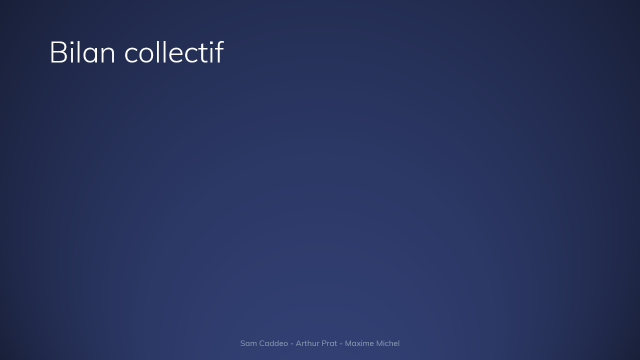 Bilan collectif
Sam Caddeo - Arthur Prat - Maxime Michel